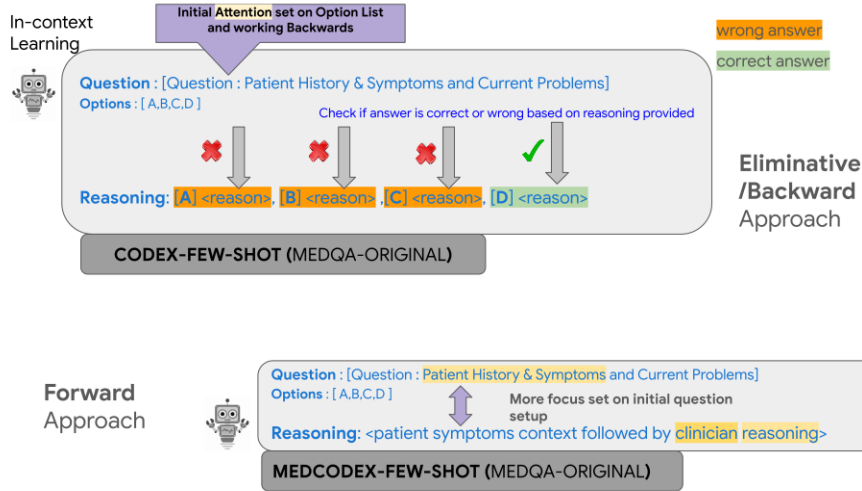 In-context
Learning
Initial Attention set on Option List
and working Backwards
wrong answer
correct answer
Question : [Question : Patient History & Symptoms and Current Problems]
Options : [ A,B,C,D ]
Check if answer is correct or wrong based on reasoning provided
Reasoning: [A] <reason>, [B] <reason> ,[C] <reason>, [D] <reason>
Eliminative
/Backward
Approach
CODEX-FEW-SHOT (MEDQA-ORIGINAL)
Forward
Approach
Question : [Question : Patient History & Symptoms and Current Problems]
Options : [ A,B,C,D ]
More focus set on initial question
setup
Reasoning: <patient symptoms context followed by clinician reasoning>
MEDCODEX-FEW-SHOT (MEDQA-ORIGINAL)